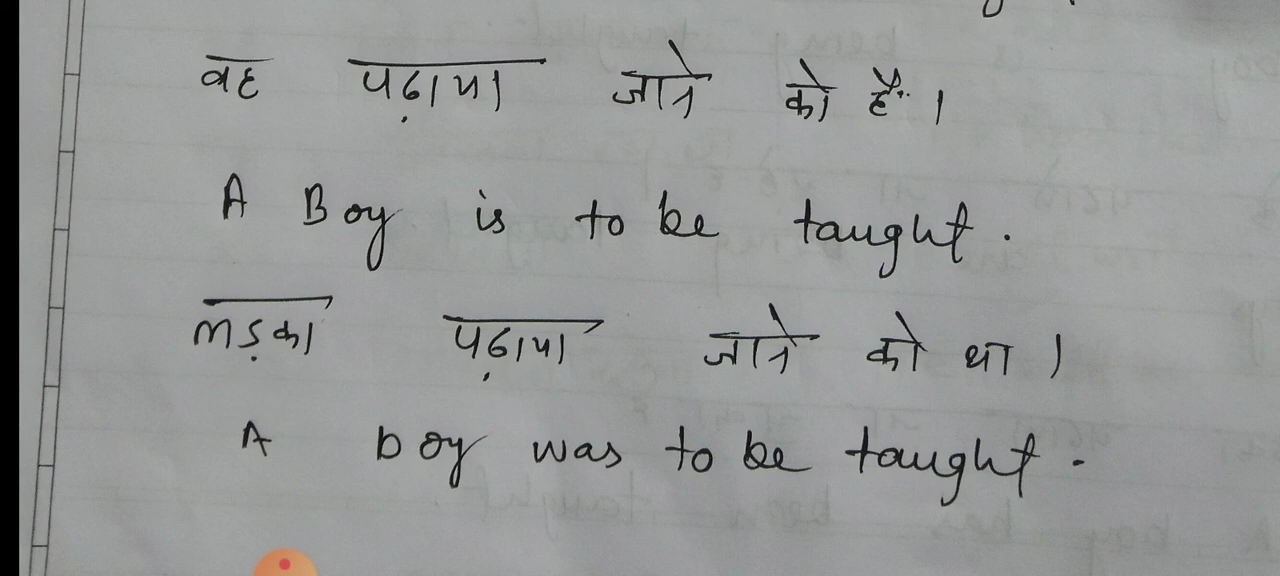 वह पढ़ाया जाने को हैं।
A Boy is to be taught.
लड़का पढ़ाया जाने को था।
A boy was to be taught.